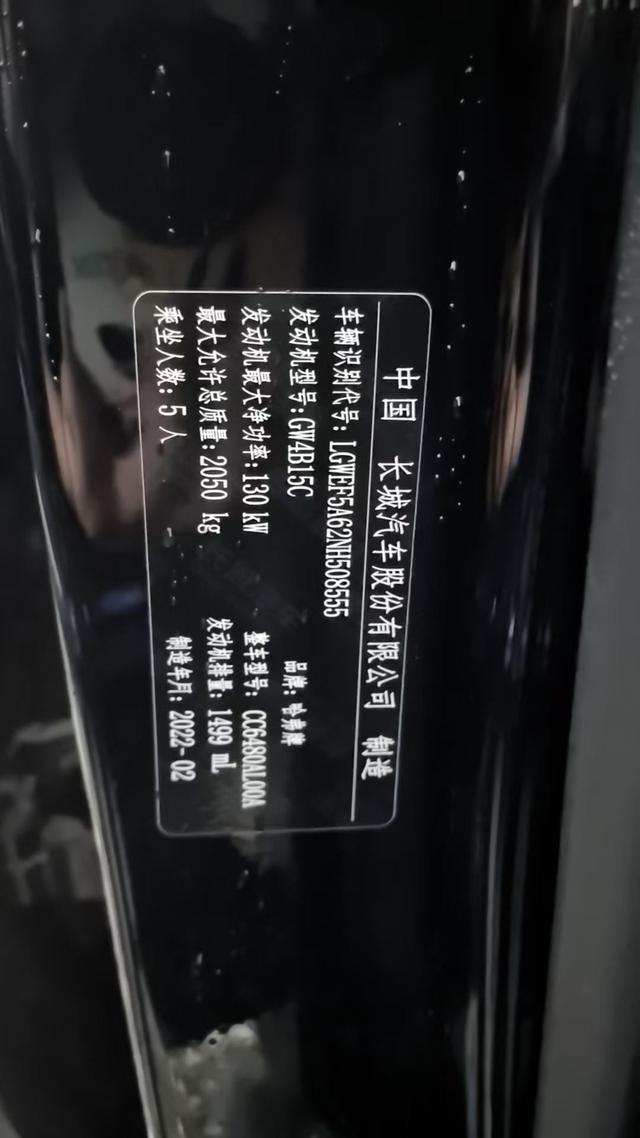 中国 长城汽车股份有限公司 制造
车辆识别代号：LGWEF5A62NH508555
品牌：哈弗牌
发动机型号：GW4B15C
整车型号：CC6480AL00A
发动机最大净功率：130 kW
发动机排量：1499 mL
最大允许总质量：2050 kg
制造年月：2022-02
乘坐人数：5 人